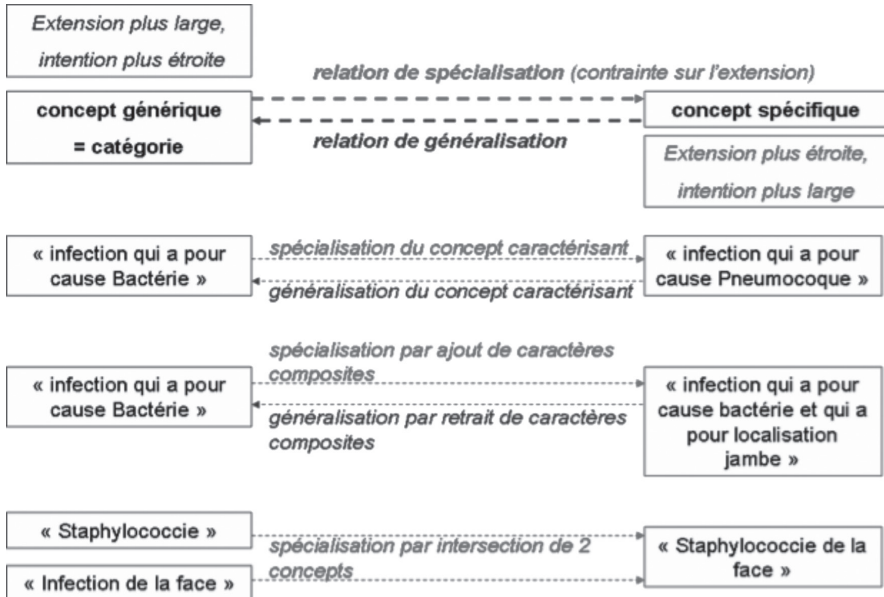 Extension plus large,
intention plus étroite
relation de spécialisation (contrainte sur l'extension)
concept générique
= catégorie
concept spécifique
relation de généralisation
Extension plus étroite,
intention plus large
« infection qui a pour
cause Bactérie »
spécialisation du concept caractérisant
généralisation du concept caractérisant
« infection qui a pour
cause Pneumocoque »
« infection qui a pour
cause Bactérie »
spécialisation par ajout de caractères
composites
généralisation par retrait de caractères
composites
« infection qui a pour
cause bactérie et qui a
pour localisation
jambe »
« Staphylococcie »
« Infection de la face »
spécialisation par intersection de 2
concepts
« Staphylococcie de la
face »